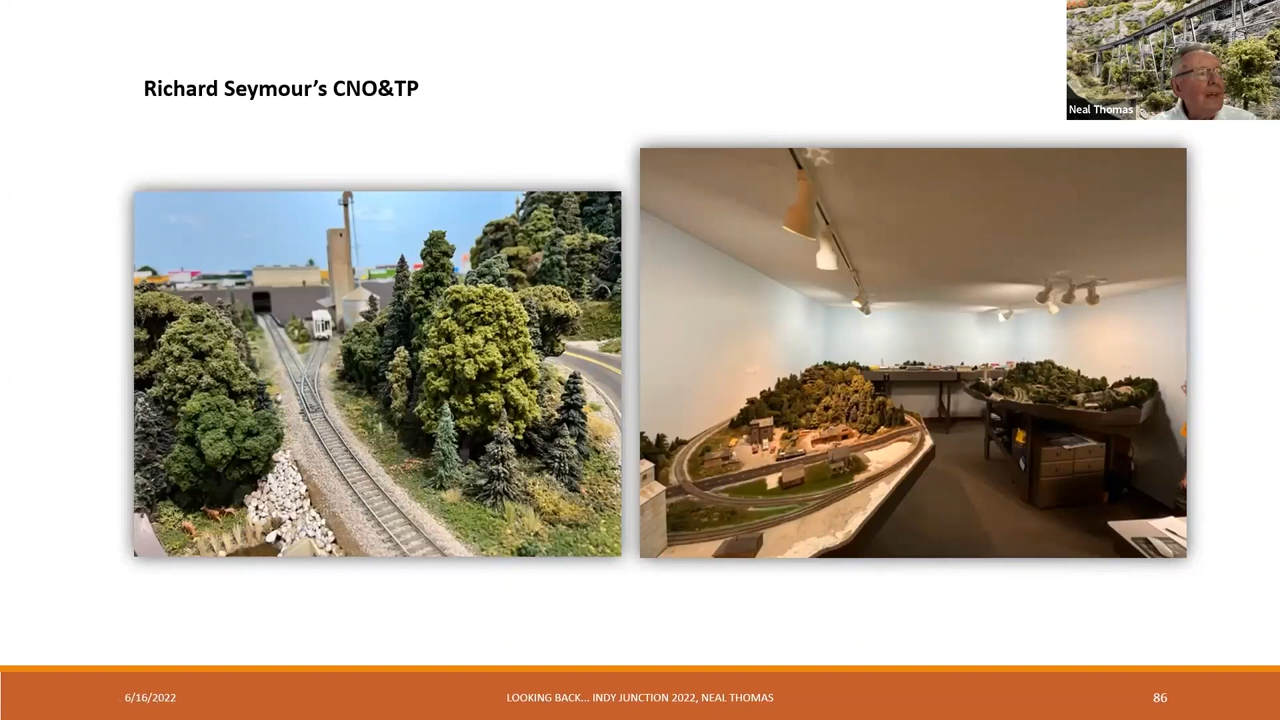 Richard Seymour’s CNO&TP
Neal Thomas
6/16/2022
LOOKING BACK… INDY JUNCTION 2022, NEAL THOMAS
86